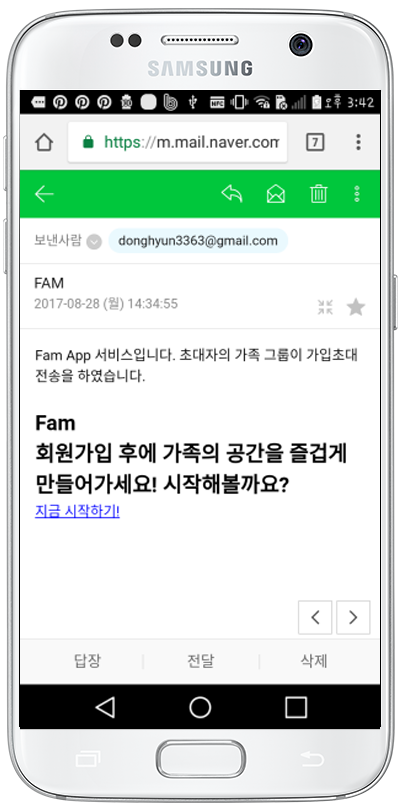 SAMSUNG
NFC
오후 3:42
https://m.mail.naver.com
7
보낸사람 donghyun3363@gmail.com
FAM
2017-08-28 (월) 14:34:55
Fam App 서비스입니다. 초대자의 가족 그룹이 가입초대
전송을 하였습니다.
Fam
회원가입 후에 가족의 공간을 즐겁게
만들어가세요! 시작해볼까요?
지금 시작하기!
답장 전달 삭제